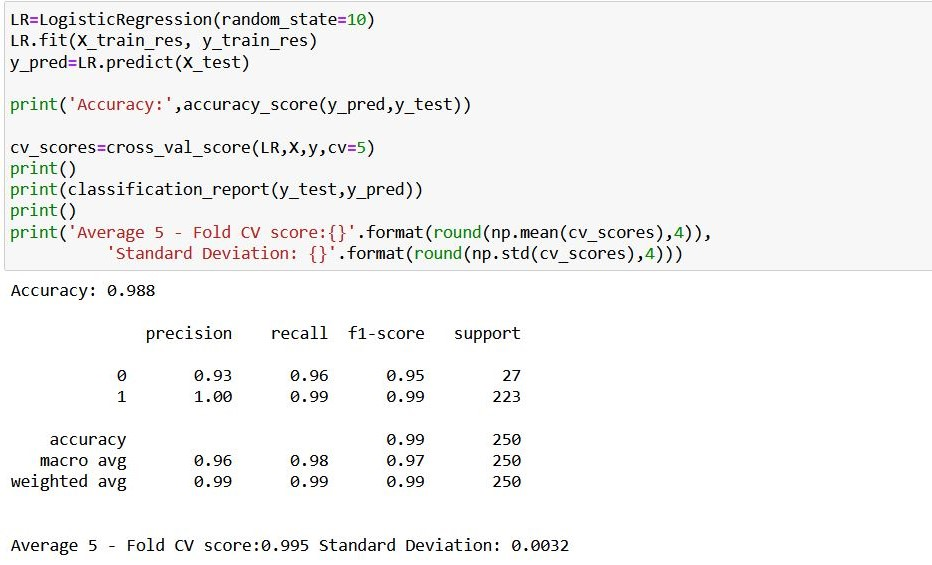 LR=LogisticRegression(random_state=10)
LR.fit(X_train_res, y_train_res)
y_pred=LR.predict(X_test)
print('Accuracy:',accuracy_score(y_pred,y_test))
cv_scores=cross_val_score(LR,X,y,cv=5)
print()
print(classification_report(y_test,y_pred))
print()
print('Average 5 - Fold CV score:{}'.format(round(np.mean(cv_scores),4)),
'Standard Deviation: {}'.format(round(np.std(cv_scores),4)))
Accuracy: 0.988
precision recall f1-score support
0 0.93 0.96 0.95 27
1 1.00 0.99 0.99 223
accuracy 0.99 250
macro avg 0.96 0.98 0.97 250
weighted avg 0.99 0.99 0.99 250
Average 5 - Fold CV score:0.995 Standard Deviation: 0.0032